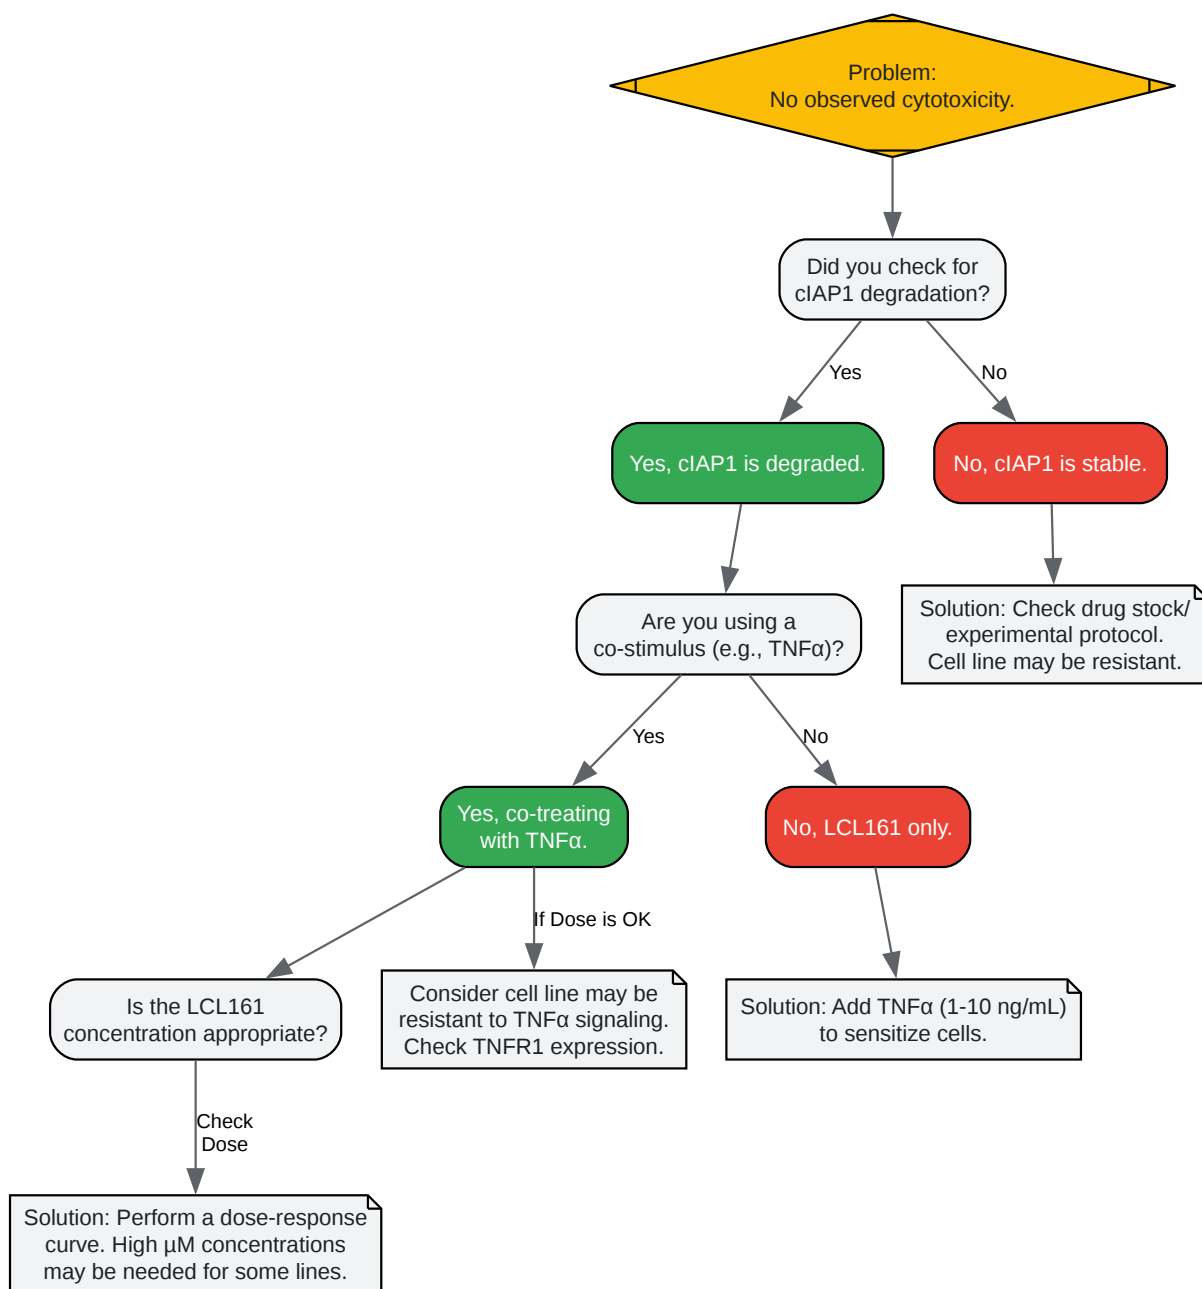 Problem:
No observed cytotoxicity.
Did you check for
cIAP1 degradation?
Yes
No
Yes, cIAP1 is degraded.
No, cIAP1 is stable.
Are you using a
co-stimulus (e.g., TNFα)?
Solution: Check drug stock/
experimental protocol.
Cell line may be resistant.
Yes
No
Yes, co-treating
with TNFα.
No, LCL161 only.
If Dose is OK
Is the LCL161
concentration appropriate?
Consider cell line may be
resistant to TNFα signaling.
Check TNFR1 expression.
Solution: Add TNFα (1-10 ng/mL)
to sensitize cells.
Check
Dose
Solution: Perform a dose-response
curve. High µM concentrations
may be needed for some lines.